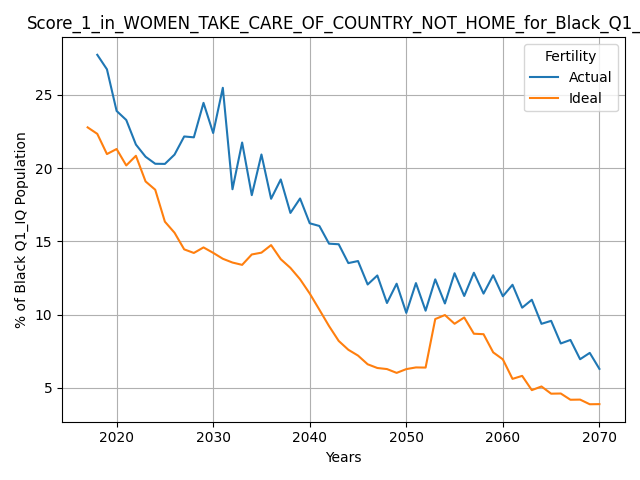 Score_1_in_WOMEN_TAKE_CARE_OF_COUNTRY_NOT_HOME_for_Black_Q1_
Fertility
Actual
Ideal
% of Black Q1_IQ Population
25
20
15
10
5
2020 2030 2040 2050 2060 2070
Years